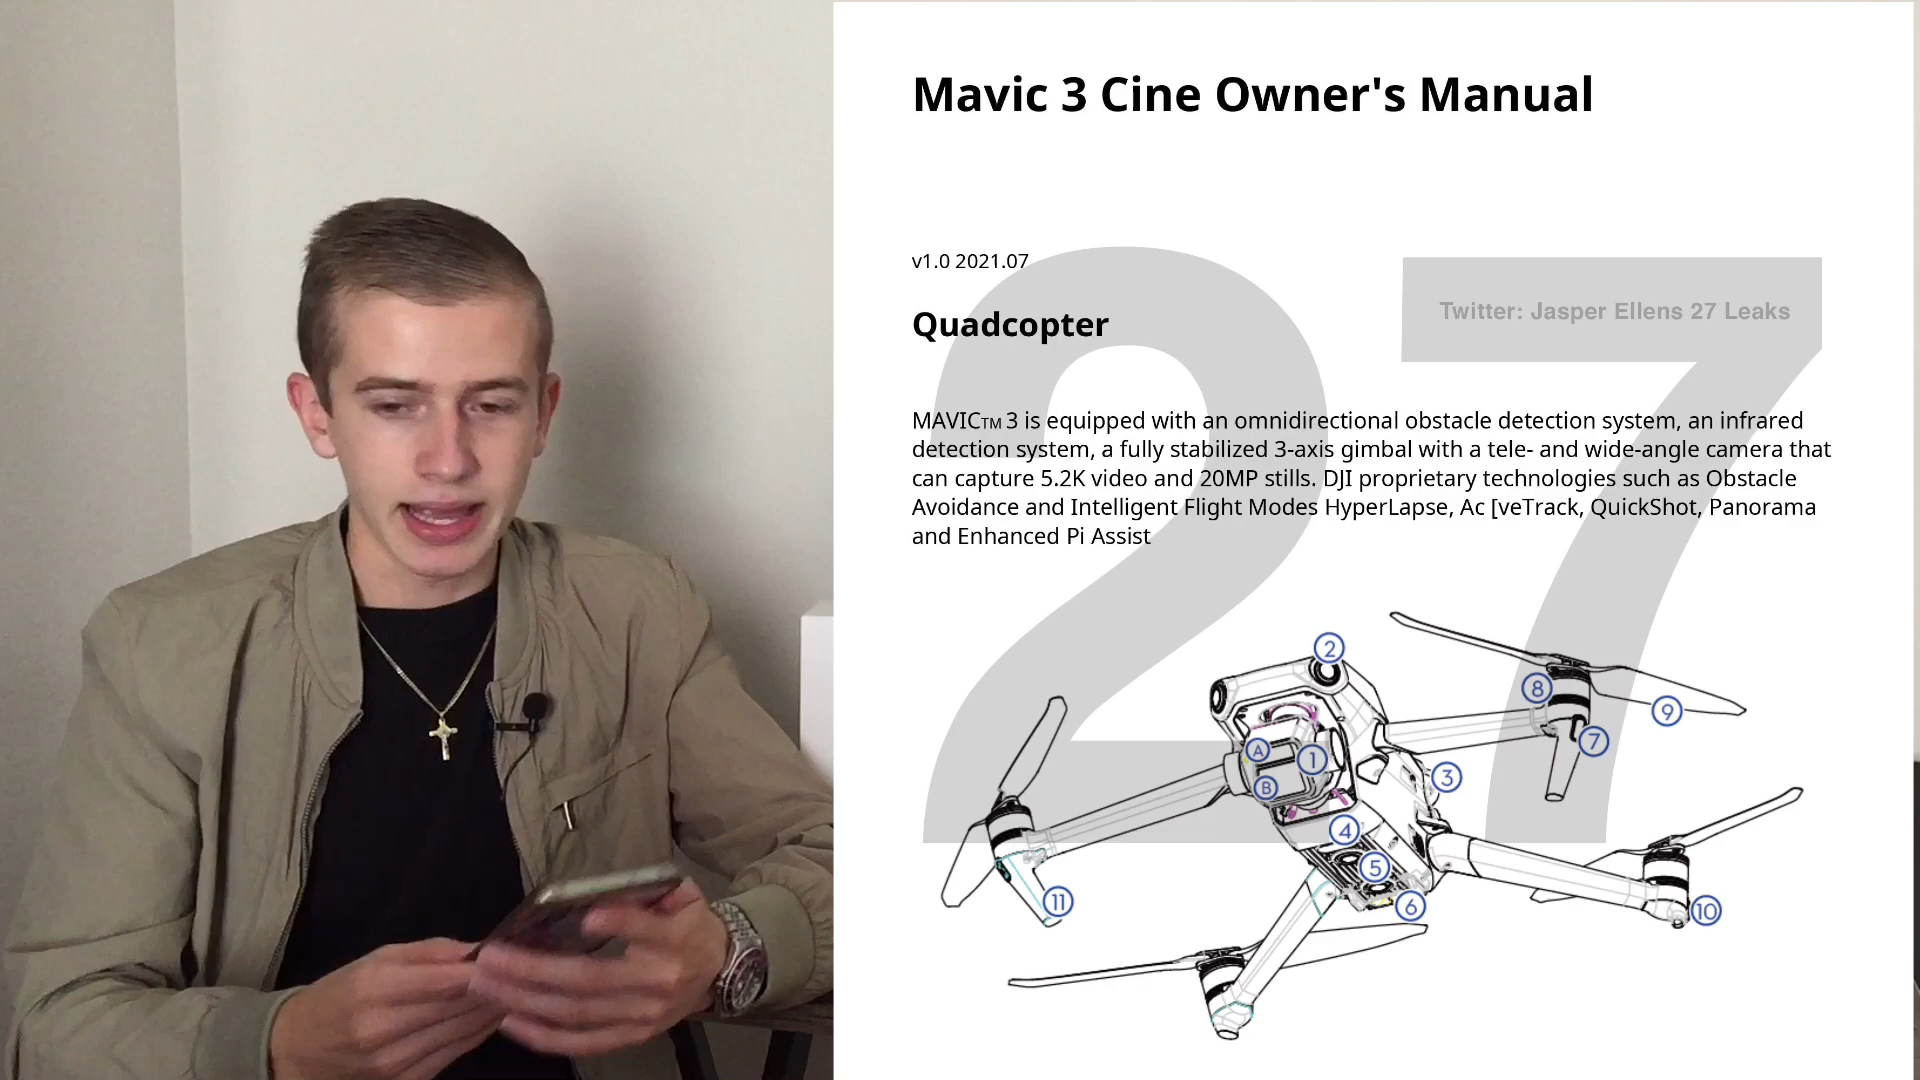 Mavic 3 Cine Owner's Manual
v1.0 2021.07
27
Twitter: Jasper Ellens 27 Leaks
Quadcopter
MAVIC™ 3 is equipped with an omnidirectional obstacle detection system, an infrared
detection system, a fully stabilized 3-axis gimbal with a tele- and wide-angle camera that
can capture 5.2K video and 20MP stills. DJI proprietary technologies such as Obstacle
Avoidance and Intelligent Flight Modes HyperLapse, Ac [veTrack, QuickShot, Panorama
and Enhanced Pi Assist
2
8
9
7
A
1
3
B
4
5
11
6
10